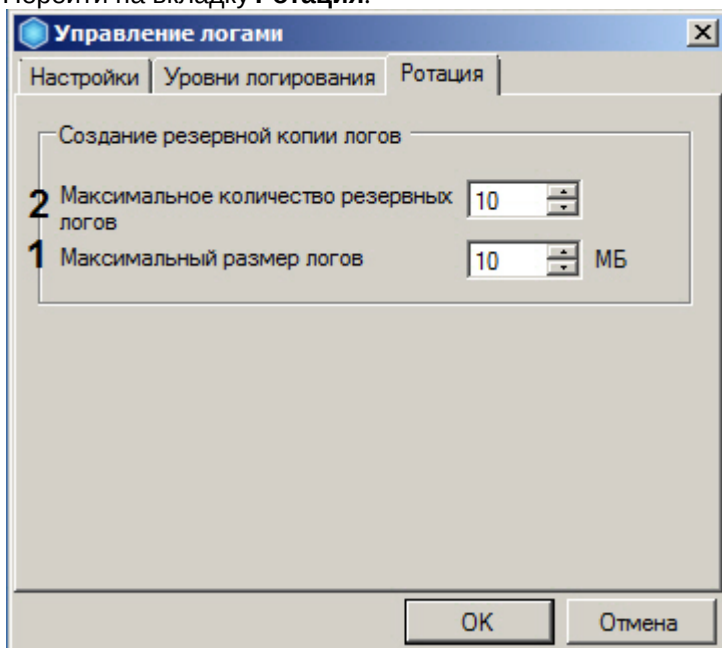 Перейти на вкладку Ротация.
Управление логами
Настройки Уровни логирования Ротация
Создание резервной копии логов
2 Максимальное количество резервных 10
логов
1 Максимальный размер логов 10 МБ
OK Отмена